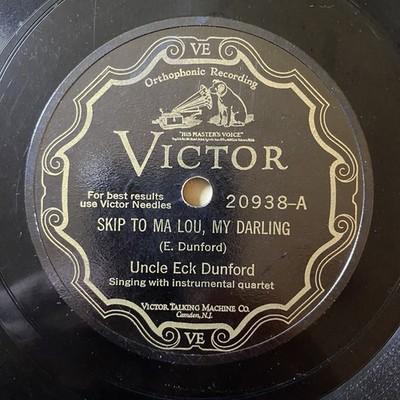 VE
Orthophonic Recording
"HIS MASTER'S VOICE"
VICTOR
For best results
use Victor Needles
20938-A
SKIP TO MA LOU, MY DARLING
(E. Dunford)
Uncle Eck Dunford
Singing with instrumental quartet
VICTOR TALKING MACHINE CO.
Camden, N.J.
VE